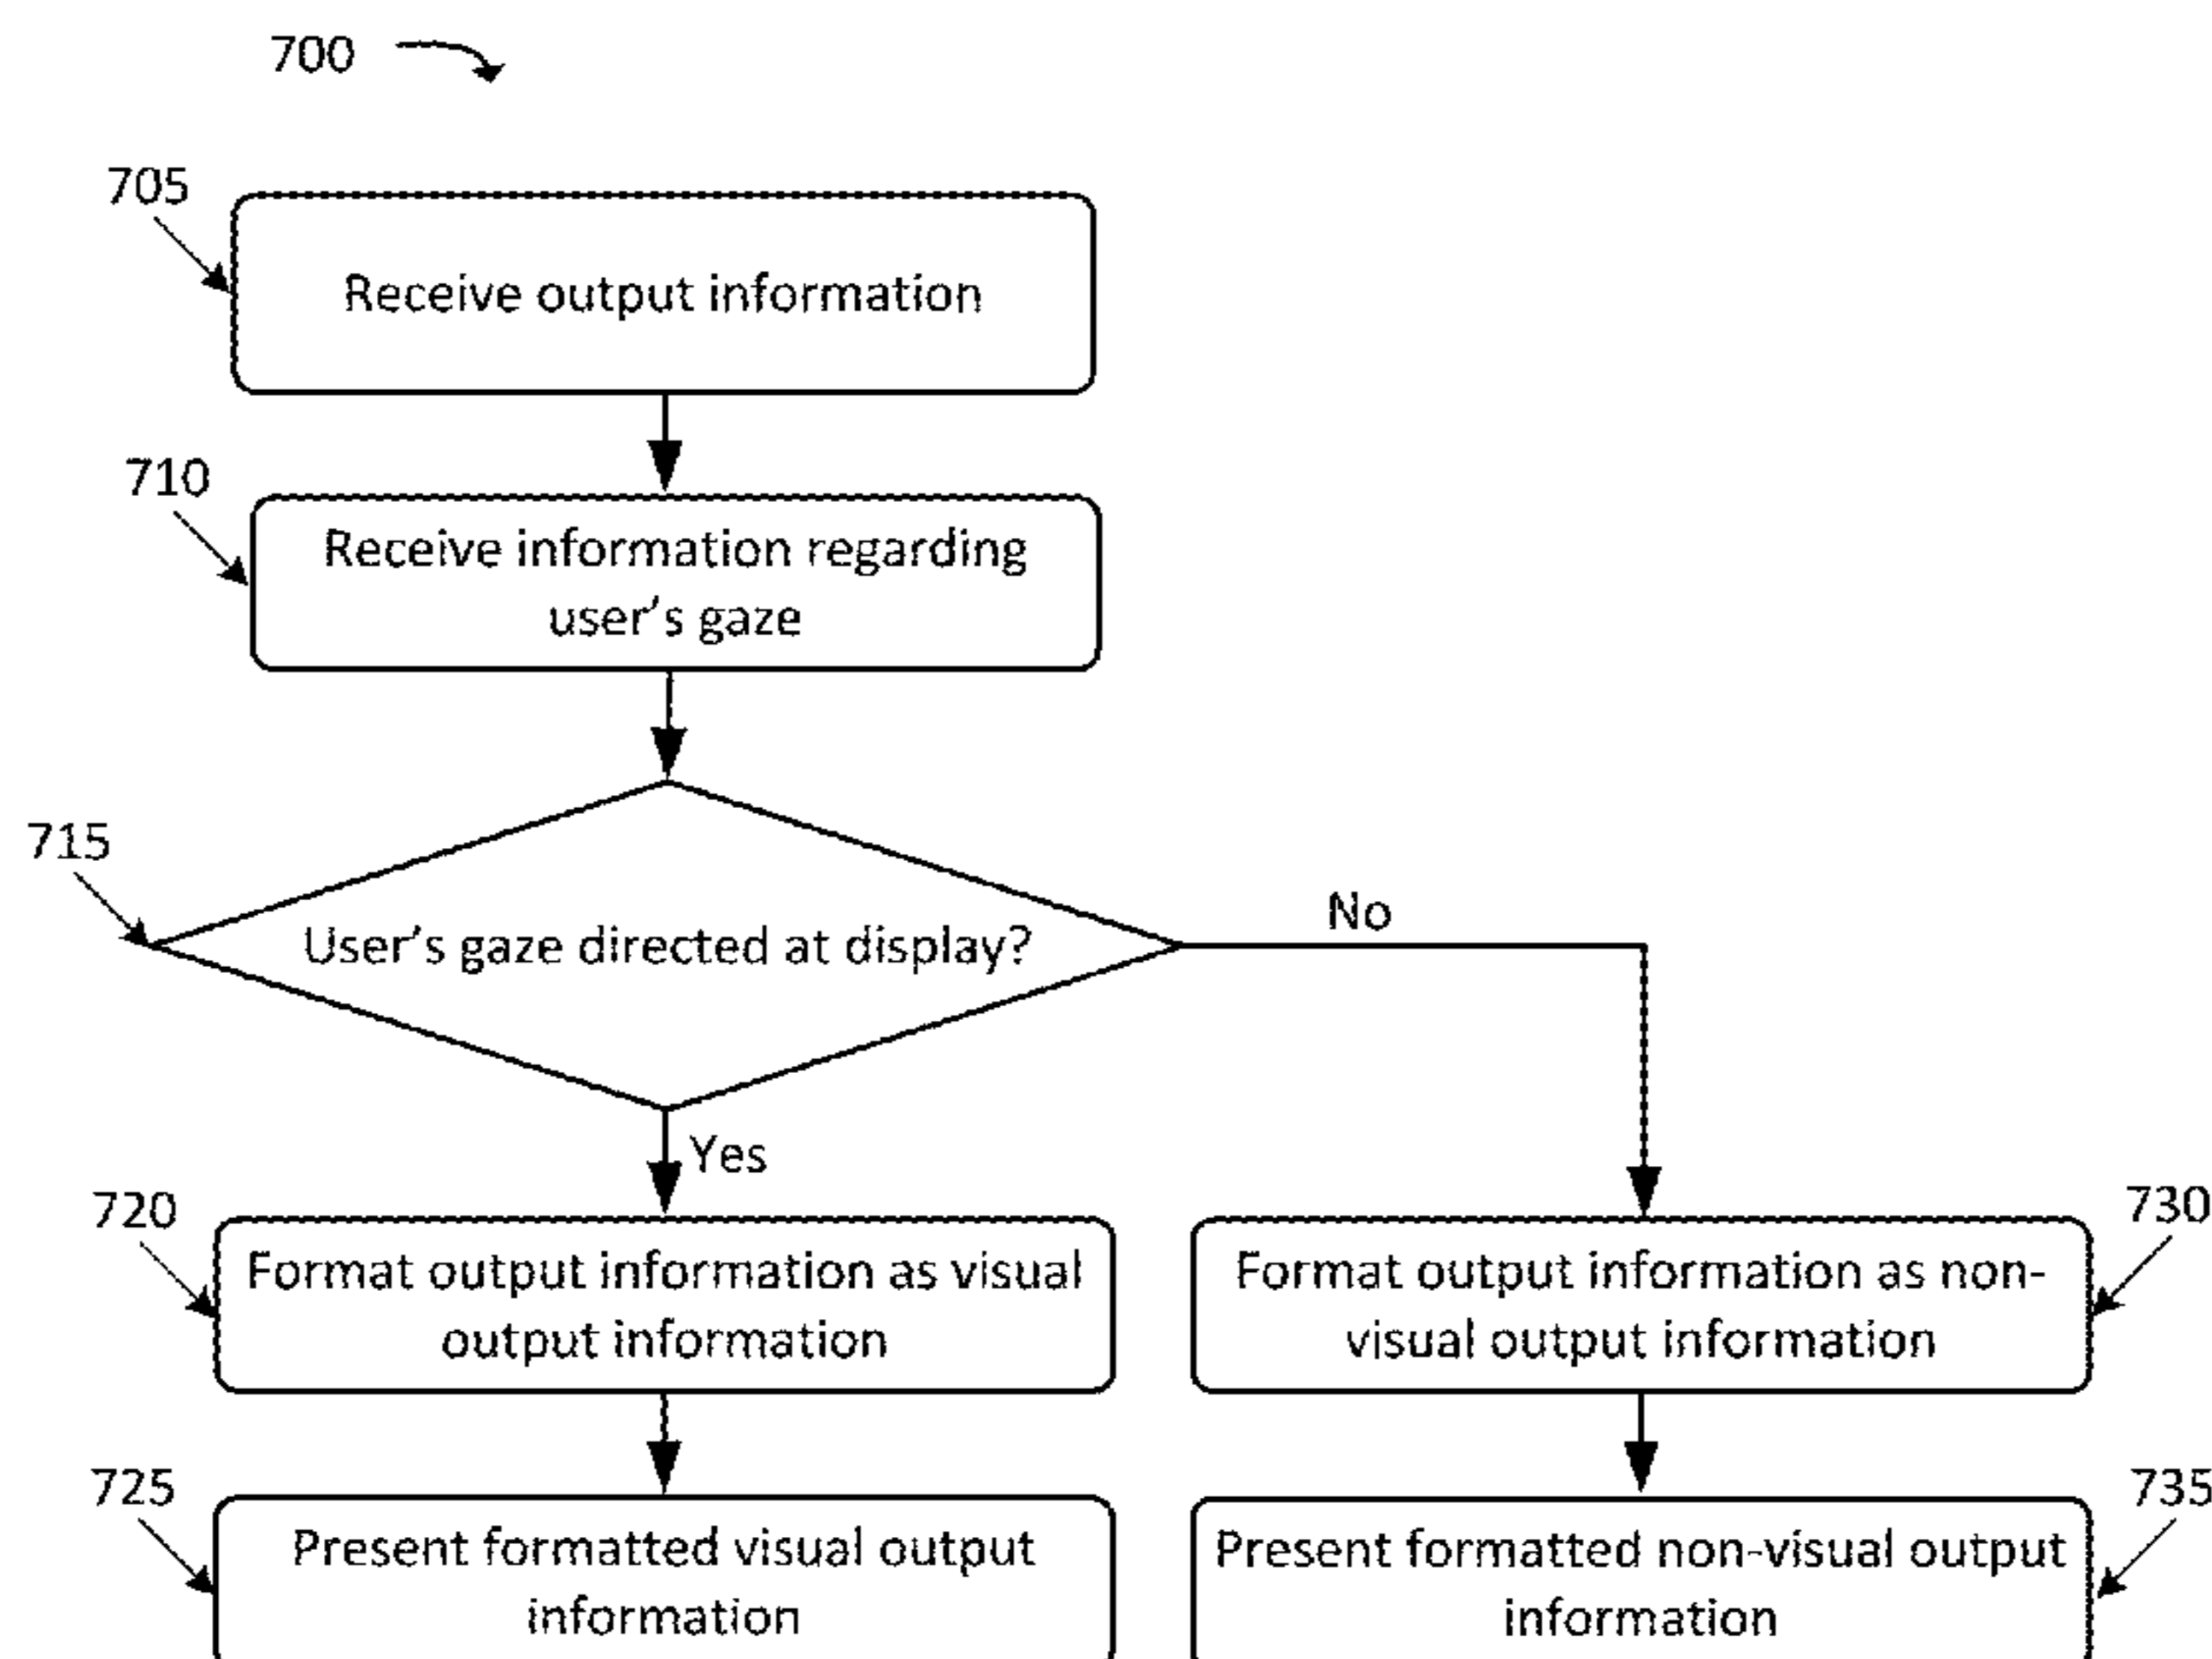 700
705
Receive output information
710
Receive information regarding
user's gaze
715
User's gaze directed at display?
No
Yes
720
Format output information as visual
output information
730
Format output information as non-
visual output information
725
Present formatted visual output
information
735
Present formatted non-visual output
information